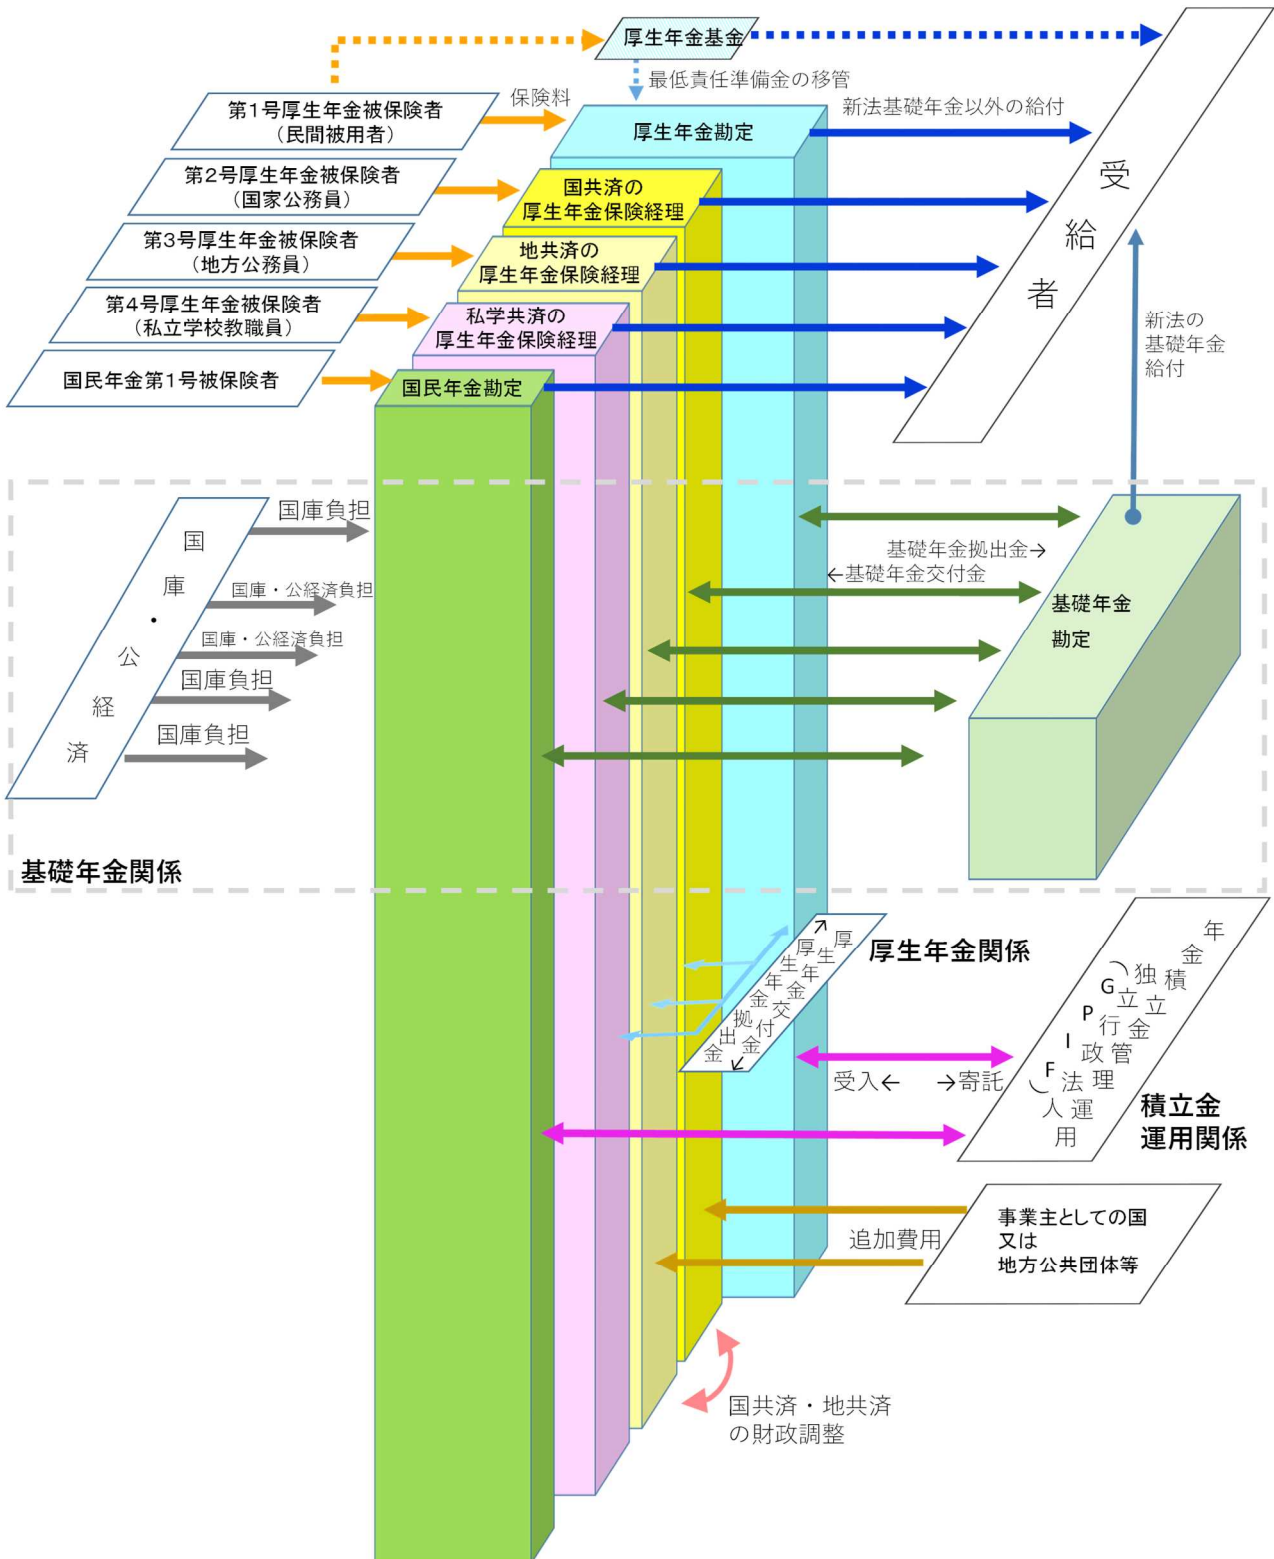 厚生年金基金
最低責任準備金の移管
保険料
新法基礎年金以外の給付
第1号厚生年金被保険者
(民間被用者)
厚生年金勘定
第2号厚生年金被保険者
(国家公務員)
国共済の
厚生年金保険経理
第3号厚生年金被保険者
(地方公務員)
地共済の
厚生年金保険経理
第4号厚生年金被保険者
(私立学校教職員)
私学共済の
厚生年金保険経理
国民年金第1号被保険者
国民年金勘定
受給者
新法の
基礎年金
給付
国庫・公経済
国庫負担
国庫・公経済負担
国庫・公経済負担
国庫負担
国庫負担
基礎年金拠出金→
←基礎年金交付金
基礎年金
勘定
基礎年金関係
厚生年金関係
厚生年金交付金
厚生年金拠出金
年金積立金管理運用
独立行政法人
(GPIF)
受入← →寄託
積立金
運用関係
追加費用
事業主としての国
又は
地方公共団体等
国共済・地共済
の財政調整